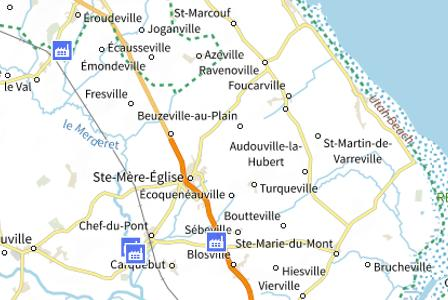 St-Marcouf
Éroudeville
Joganville
Écausseville
Azéville
Émondeville
Ravenoville
le Val
Foucarville
Fresville
Utah-Beach
Beuzeville-au-Plain
le Merderet
St-Martin-de-
Varreville
Audouville-la-
Hubert
Ste-Mère-Église
Turqueville
Écoquenéauville
Boutteville
Chef-du-Pont
Sébeville
uville
Ste-Marie-du-Mont
Blosville
Carquebut
Hiesville
Brucheville
Vierville